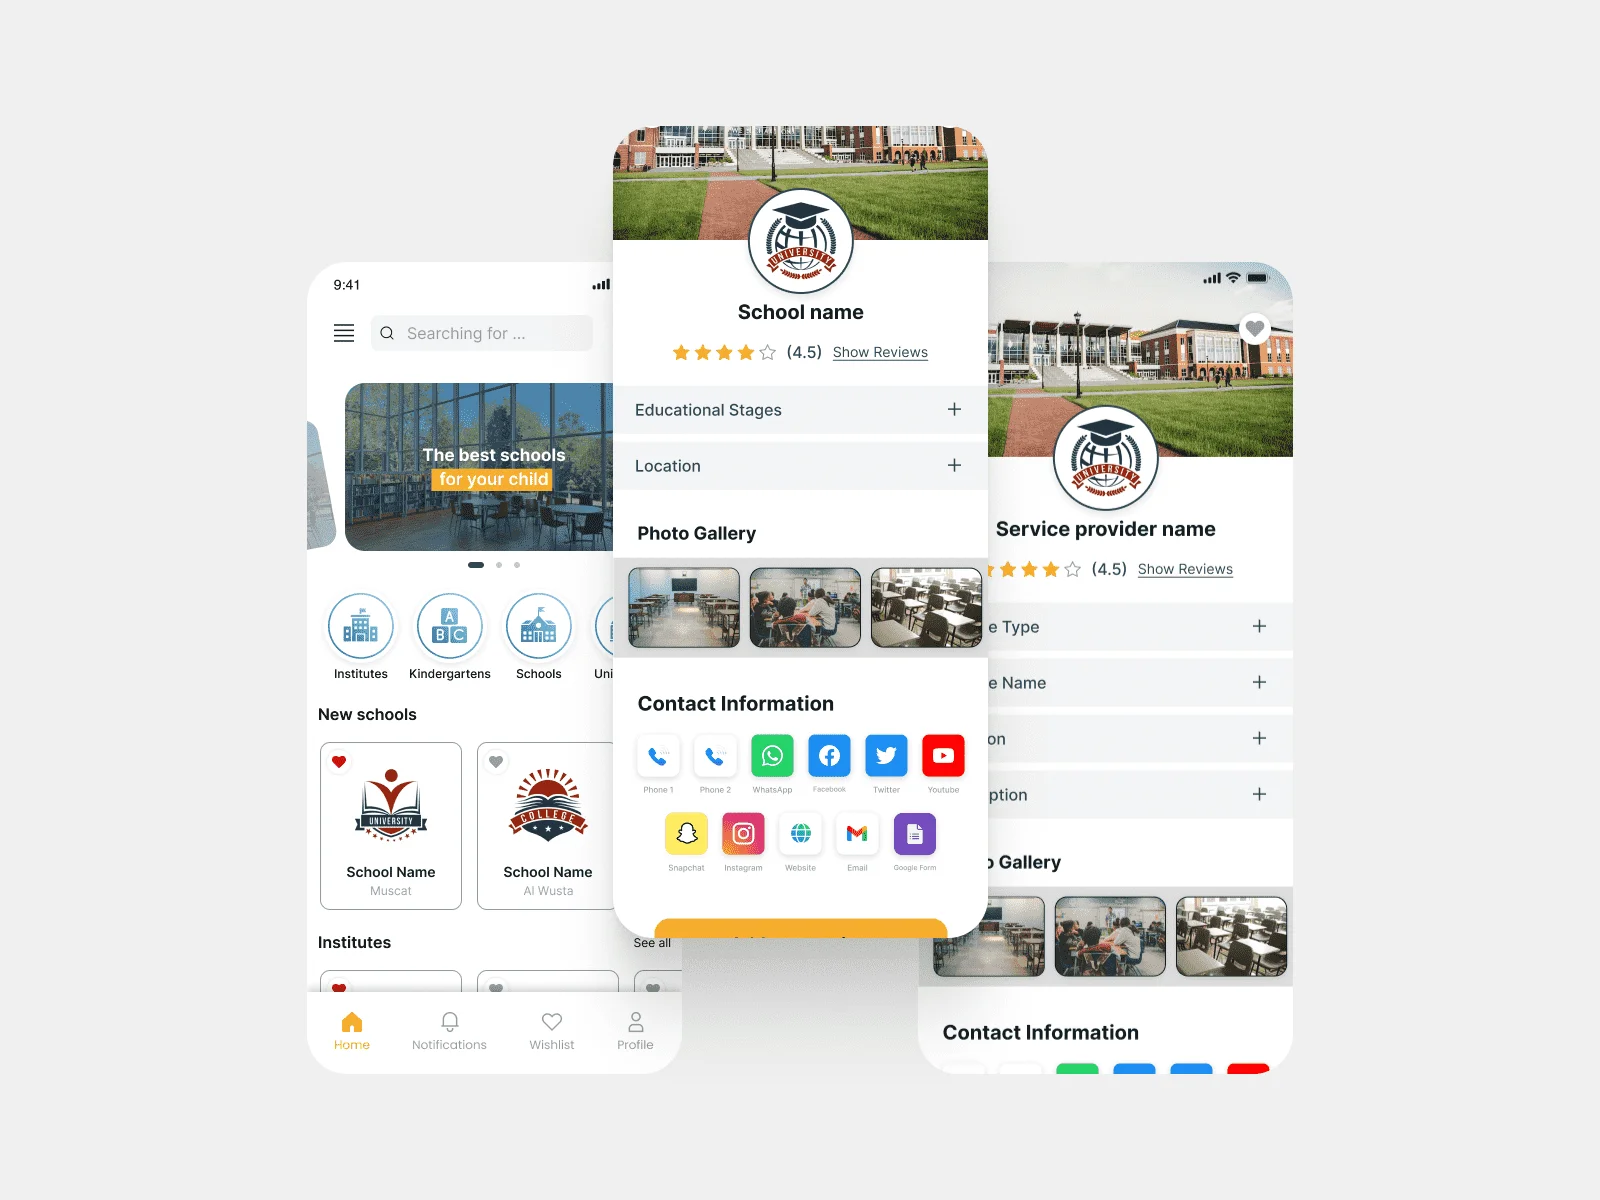 9:41
Searching for ...
The best schools
for your child
Institutes
Kindergartens
Schools
Uni
New schools
UNIVERSITY
School Name
Muscat
COLLEGE
School Name
Al Wusta
Institutes
See all
Home
Notifications
Wishlist
Profile
UNIVERSITY
School name
(4.5) Show Reviews
Educational Stages
Location
Photo Gallery
Contact Information
Phone 1
Phone 2
WhatsApp
Facebook
Twitter
Youtube
Snapchat
Instagram
Website
Email
Google Form
UNIVERSITY
Service provider name
(4.5) Show Reviews
e Type
e Name
on
ption
o Gallery
Contact Information